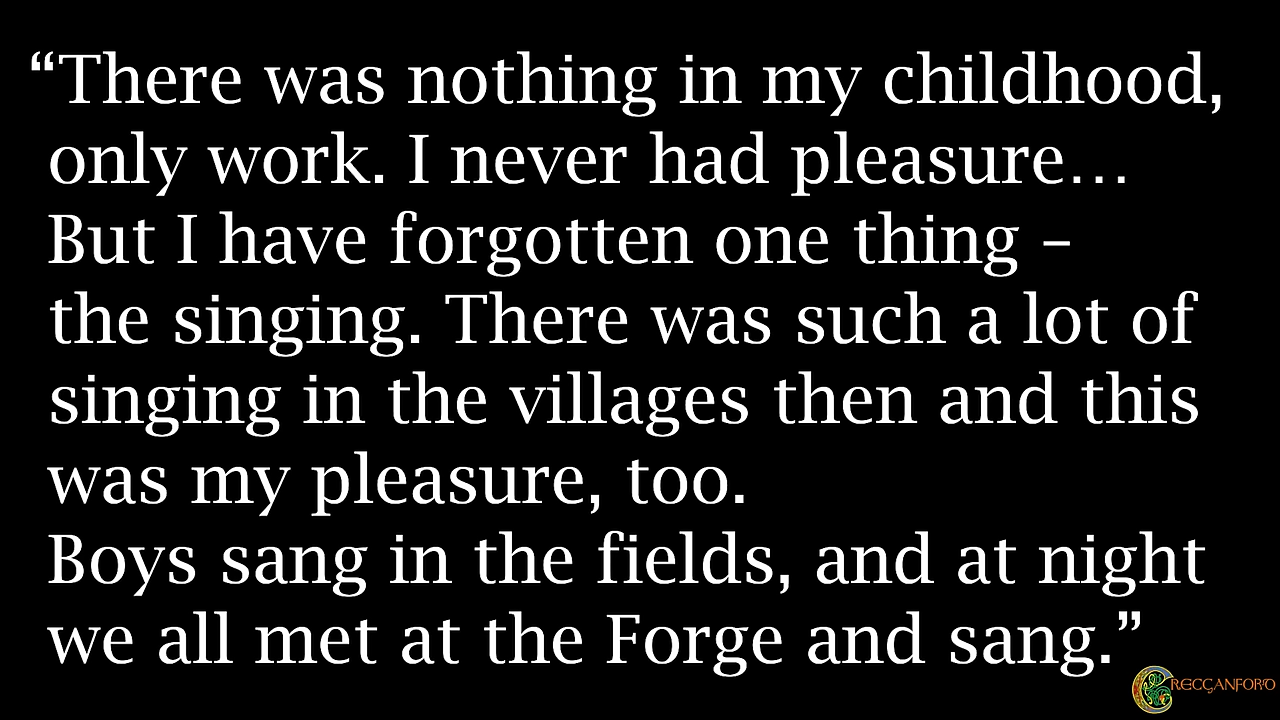 “There was nothing in my childhood,
only work. I never had pleasure…
But I have forgotten one thing –
the singing. There was such a lot of
singing in the villages then and this
was my pleasure, too.
Boys sang in the fields, and at night
we all met at the Forge and sang.”
CRECGANFORD